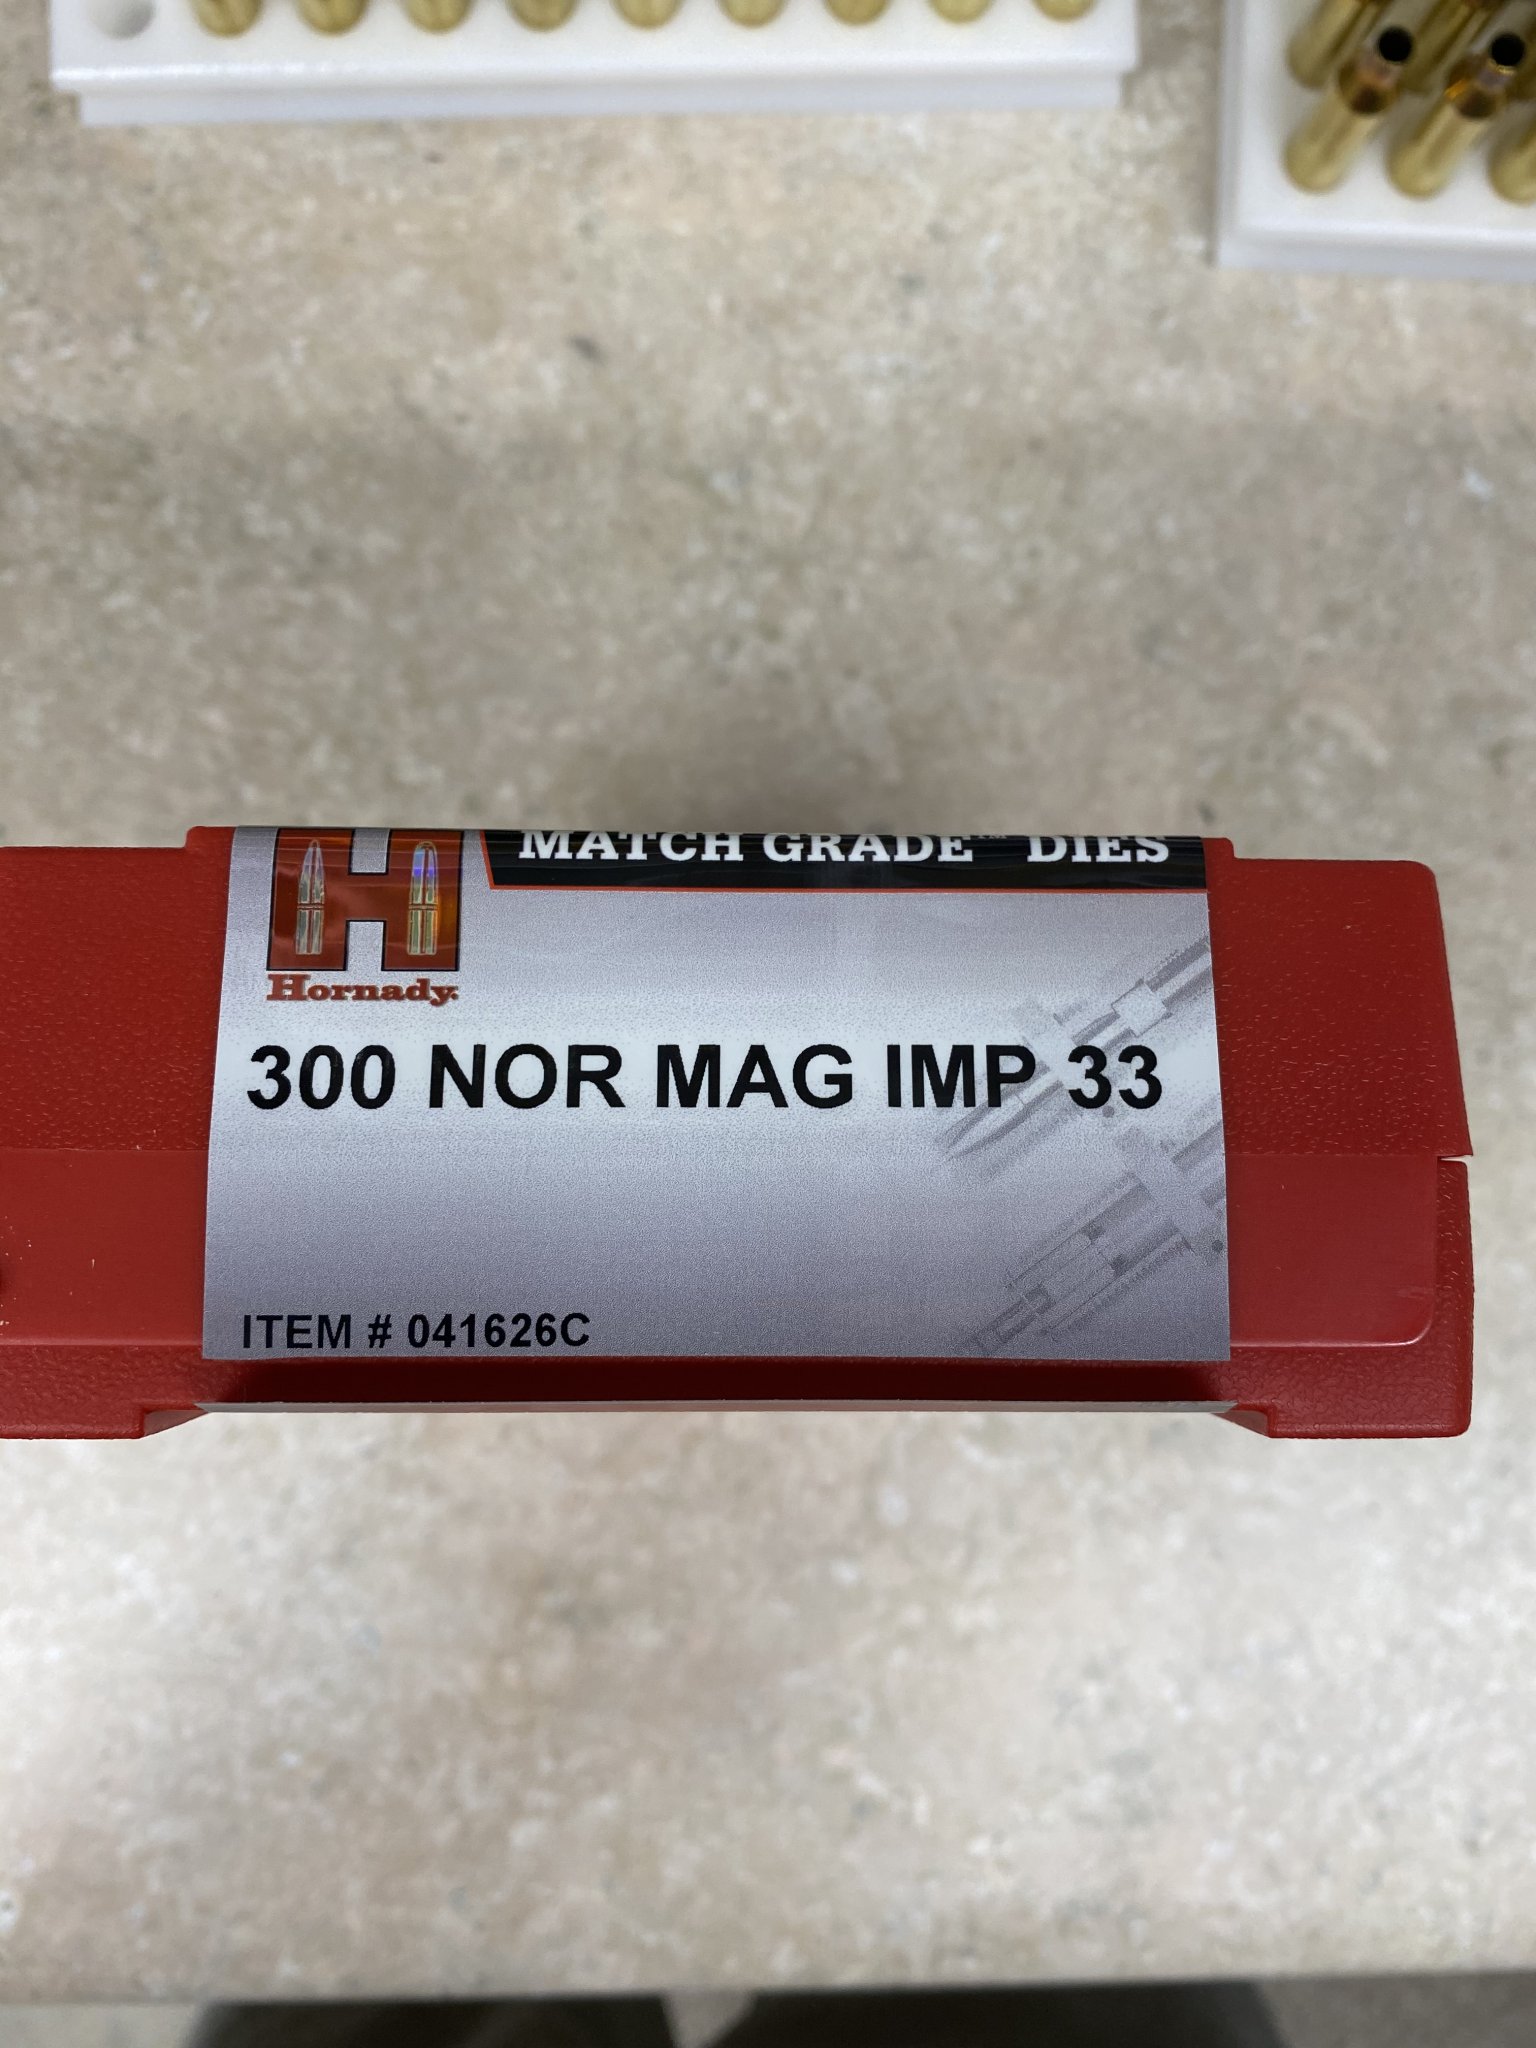 MATCH GRADE™ DIES
Hornady.
300 NOR MAG IMP 33
ITEM # 041626C